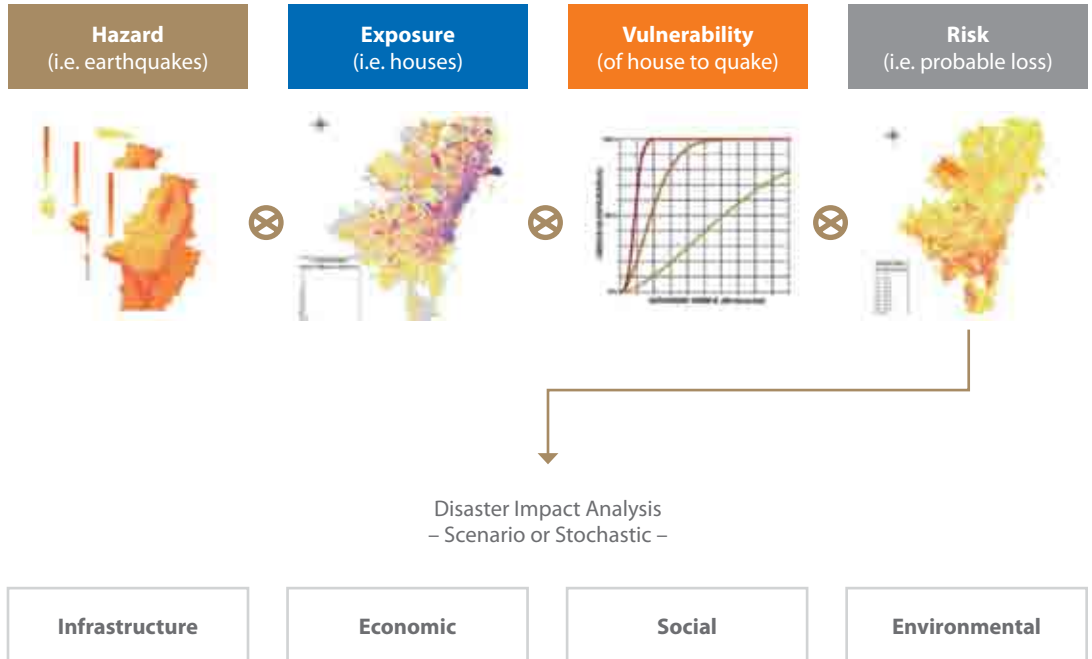 Hazard
(i.e. earthquakes)
Exposure
(i.e. houses)
Vulnerability
(of house to quake)
Risk
(i.e. probable loss)
Disaster Impact Analysis
– Scenario or Stochastic –
Infrastructure
Economic
Social
Environmental